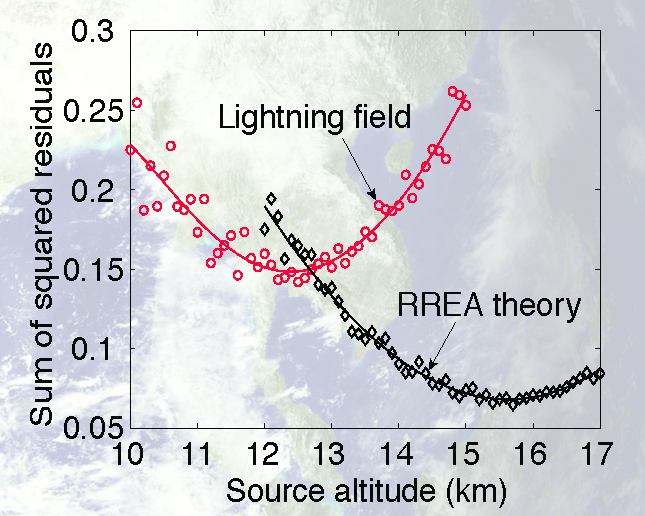 0.3
0.25
0.2
0.15
0.1
0.05
Sum of squared residuals
Lightning field
RREA theory
10 11 12 13 14 15 16 17
Source altitude (km)